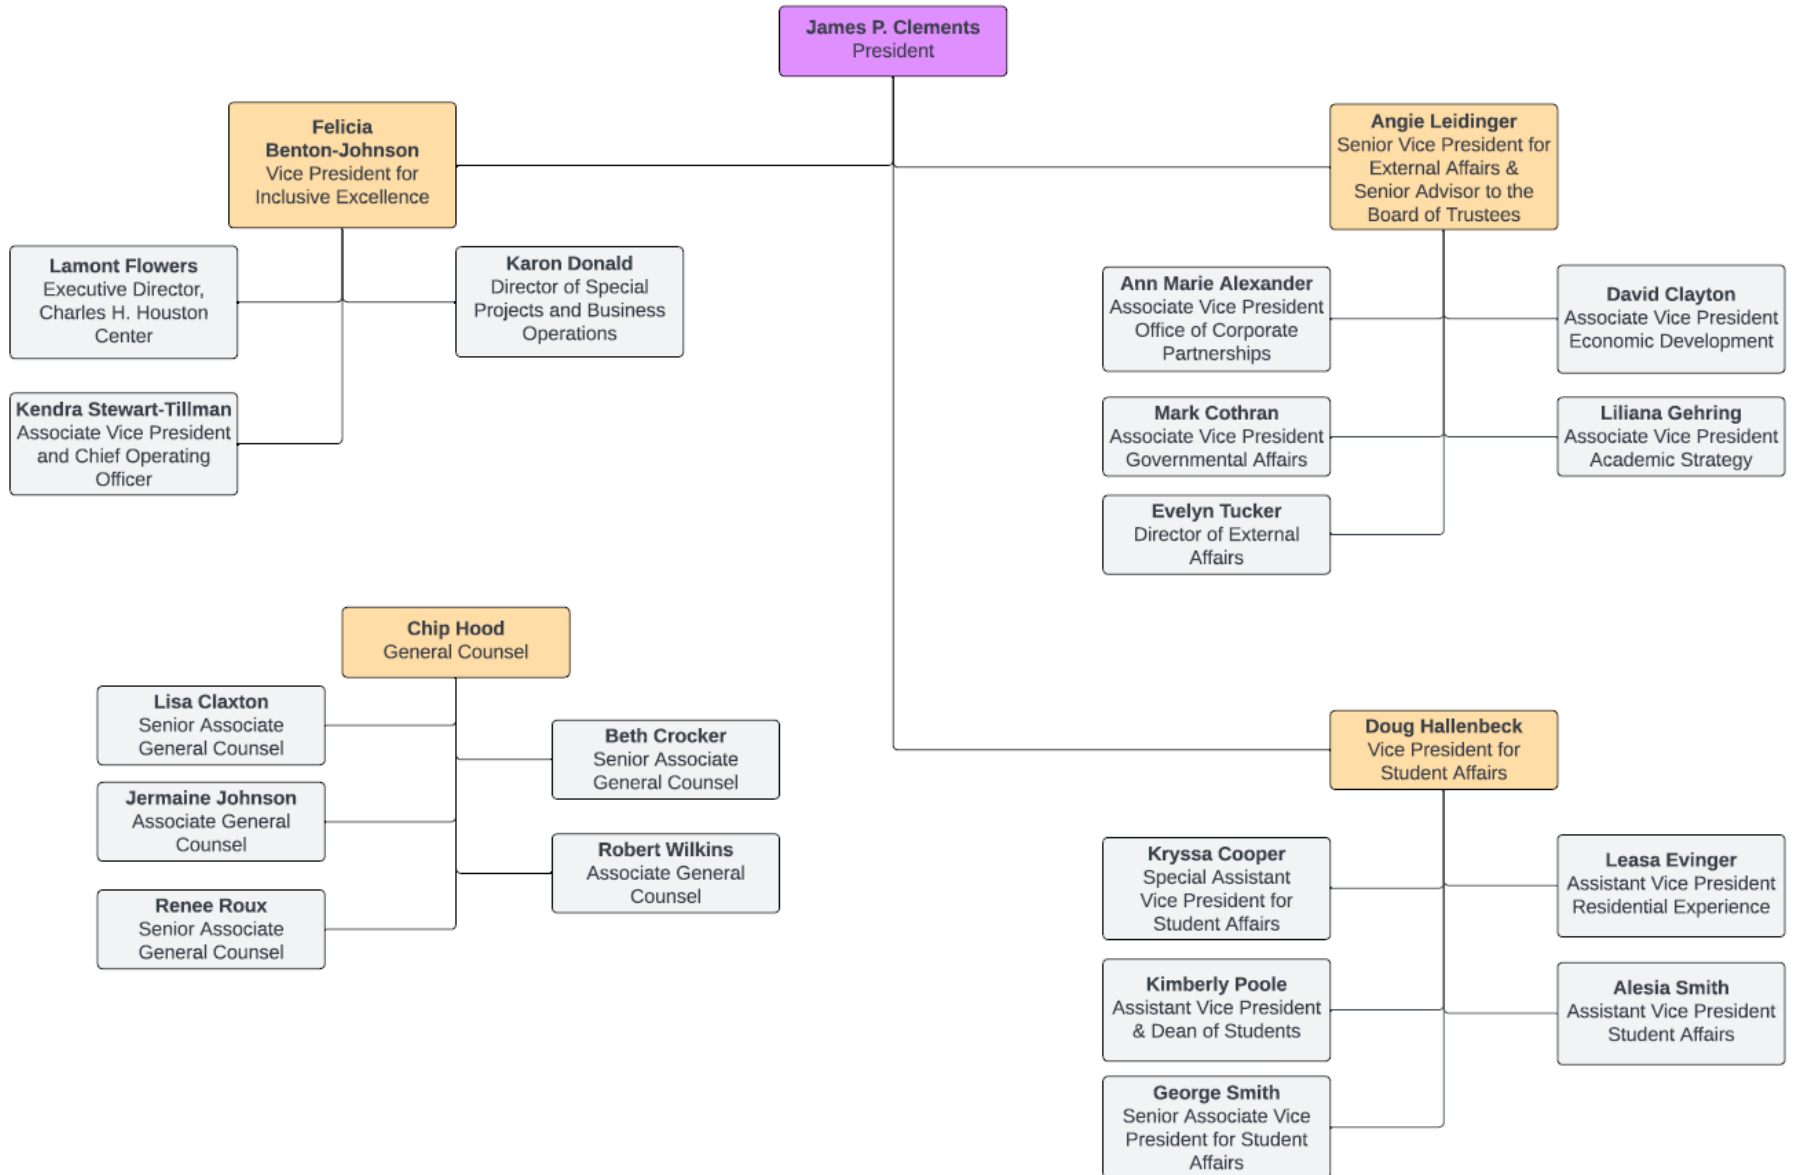 James P. Clements
President
Felicia
Benton-Johnson
Vice President for
Inclusive Excellence
Lamont Flowers
Executive Director,
Charles H. Houston
Center
Karon Donald
Director of Special
Projects and Business
Operations
Kendra Stewart-Tillman
Associate Vice President
and Chief Operating
Officer
Angie Leidinger
Senior Vice President for
External Affairs &
Senior Advisor to the
Board of Trustees
Ann Marie Alexander
Associate Vice President
Office of Corporate
Partnerships
David Clayton
Associate Vice President
Economic Development
Mark Cothran
Associate Vice President
Governmental Affairs
Liliana Gehring
Associate Vice President
Academic Strategy
Evelyn Tucker
Director of External
Affairs
Chip Hood
General Counsel
Lisa Claxton
Senior Associate
General Counsel
Beth Crocker
Senior Associate
General Counsel
Jermaine Johnson
Associate General
Counsel
Robert Wilkins
Associate General
Counsel
Renee Roux
Senior Associate
General Counsel
Doug Hallenbeck
Vice President for
Student Affairs
Kryssa Cooper
Special Assistant
Vice President for
Student Affairs
Leasa Evinger
Assistant Vice President
Residential Experience
Kimberly Poole
Assistant Vice President
& Dean of Students
Alesia Smith
Assistant Vice President
Student Affairs
George Smith
Senior Associate Vice
President for Student
Affairs